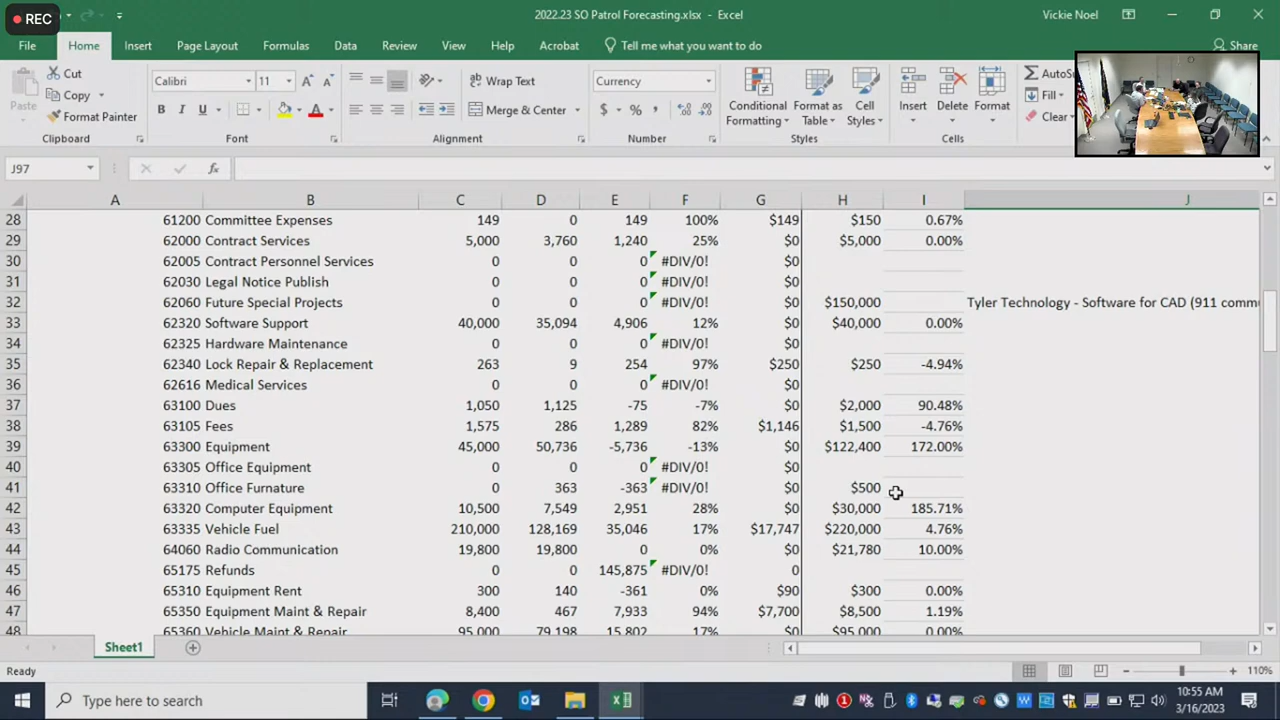 REC
2022.23 SO Patrol Forecasting.xlsx - Excel
Vickie Noel
File Home Insert Page Layout Formulas Data Review View Help Acrobat Tell me what you want to do Share
Paste Cut Copy Format Painter
Calibri 11
B I U A
Wrap Text
Merge & Center
Currency
$ % ,
Conditional Formatting Format as Table Cell Styles
Insert Delete Format
Fill
Clear
Clipboard Font Alignment Number Styles Cells
J97 fx
A B C D E F G H I J
28 61200 Committee Expenses 149 0 149 100% $149 $150 0.67%
29 62000 Contract Services 5,000 3,760 1,240 25% $0 $5,000 0.00%
30 62005 Contract Personnel Services 0 0 0 #DIV/0! $0
31 62030 Legal Notice Publish 0 0 0 #DIV/0! $0
32 62060 Future Special Projects 0 0 0 #DIV/0! $0 $150,000 Tyler Technology - Software for CAD (911
33 62320 Software Support 40,000 35,094 4,906 12% $0 $40,000 0.00%
34 62325 Hardware Maintenance 0 0 0 #DIV/0! $0
35 62340 Lock Repair & Replacement 263 9 254 97% $250 $250 -4.94%
36 62616 Medical Services 0 0 0 #DIV/0! $0
37 63100 Dues 1,050 1,125 -75 -7% $0 $2,000 90.48%
38 63105 Fees 1,575 286 1,289 82% $1,146 $1,500 -4.76%
39 63300 Equipment 45,000 50,736 -5,736 -13% $0 $122,400 172.00%
40 63305 Office Equipment 0 0 0 #DIV/0! $0
41 63310 Office Furnature 0 363 -363 #DIV/0! $0 $500
42 63320 Computer Equipment 10,500 7,549 2,951 28% $0 $30,000 185.71%
43 63335 Vehicle Fuel 210,000 128,169 35,046 17% $17,747 $220,000 4.76%
44 64060 Radio Communication 19,800 19,800 0 0% $0 $21,780 10.00%
45 65175 Refunds 0 0 145,875 #DIV/0! 0
46 65310 Equipment Rent 300 140 -361 0% $90 $300 0.00%
47 65350 Equipment Maint & Repair 8,400 467 7,933 94% $7,700 $8,500 1.19%
48 65360 Vehicle Maint & Repair 95,000 79,198 15,802 17% $0 $95,000 0.00%
Sheet1
Ready 110%
Type here to search
10:55 AM
3/16/2023